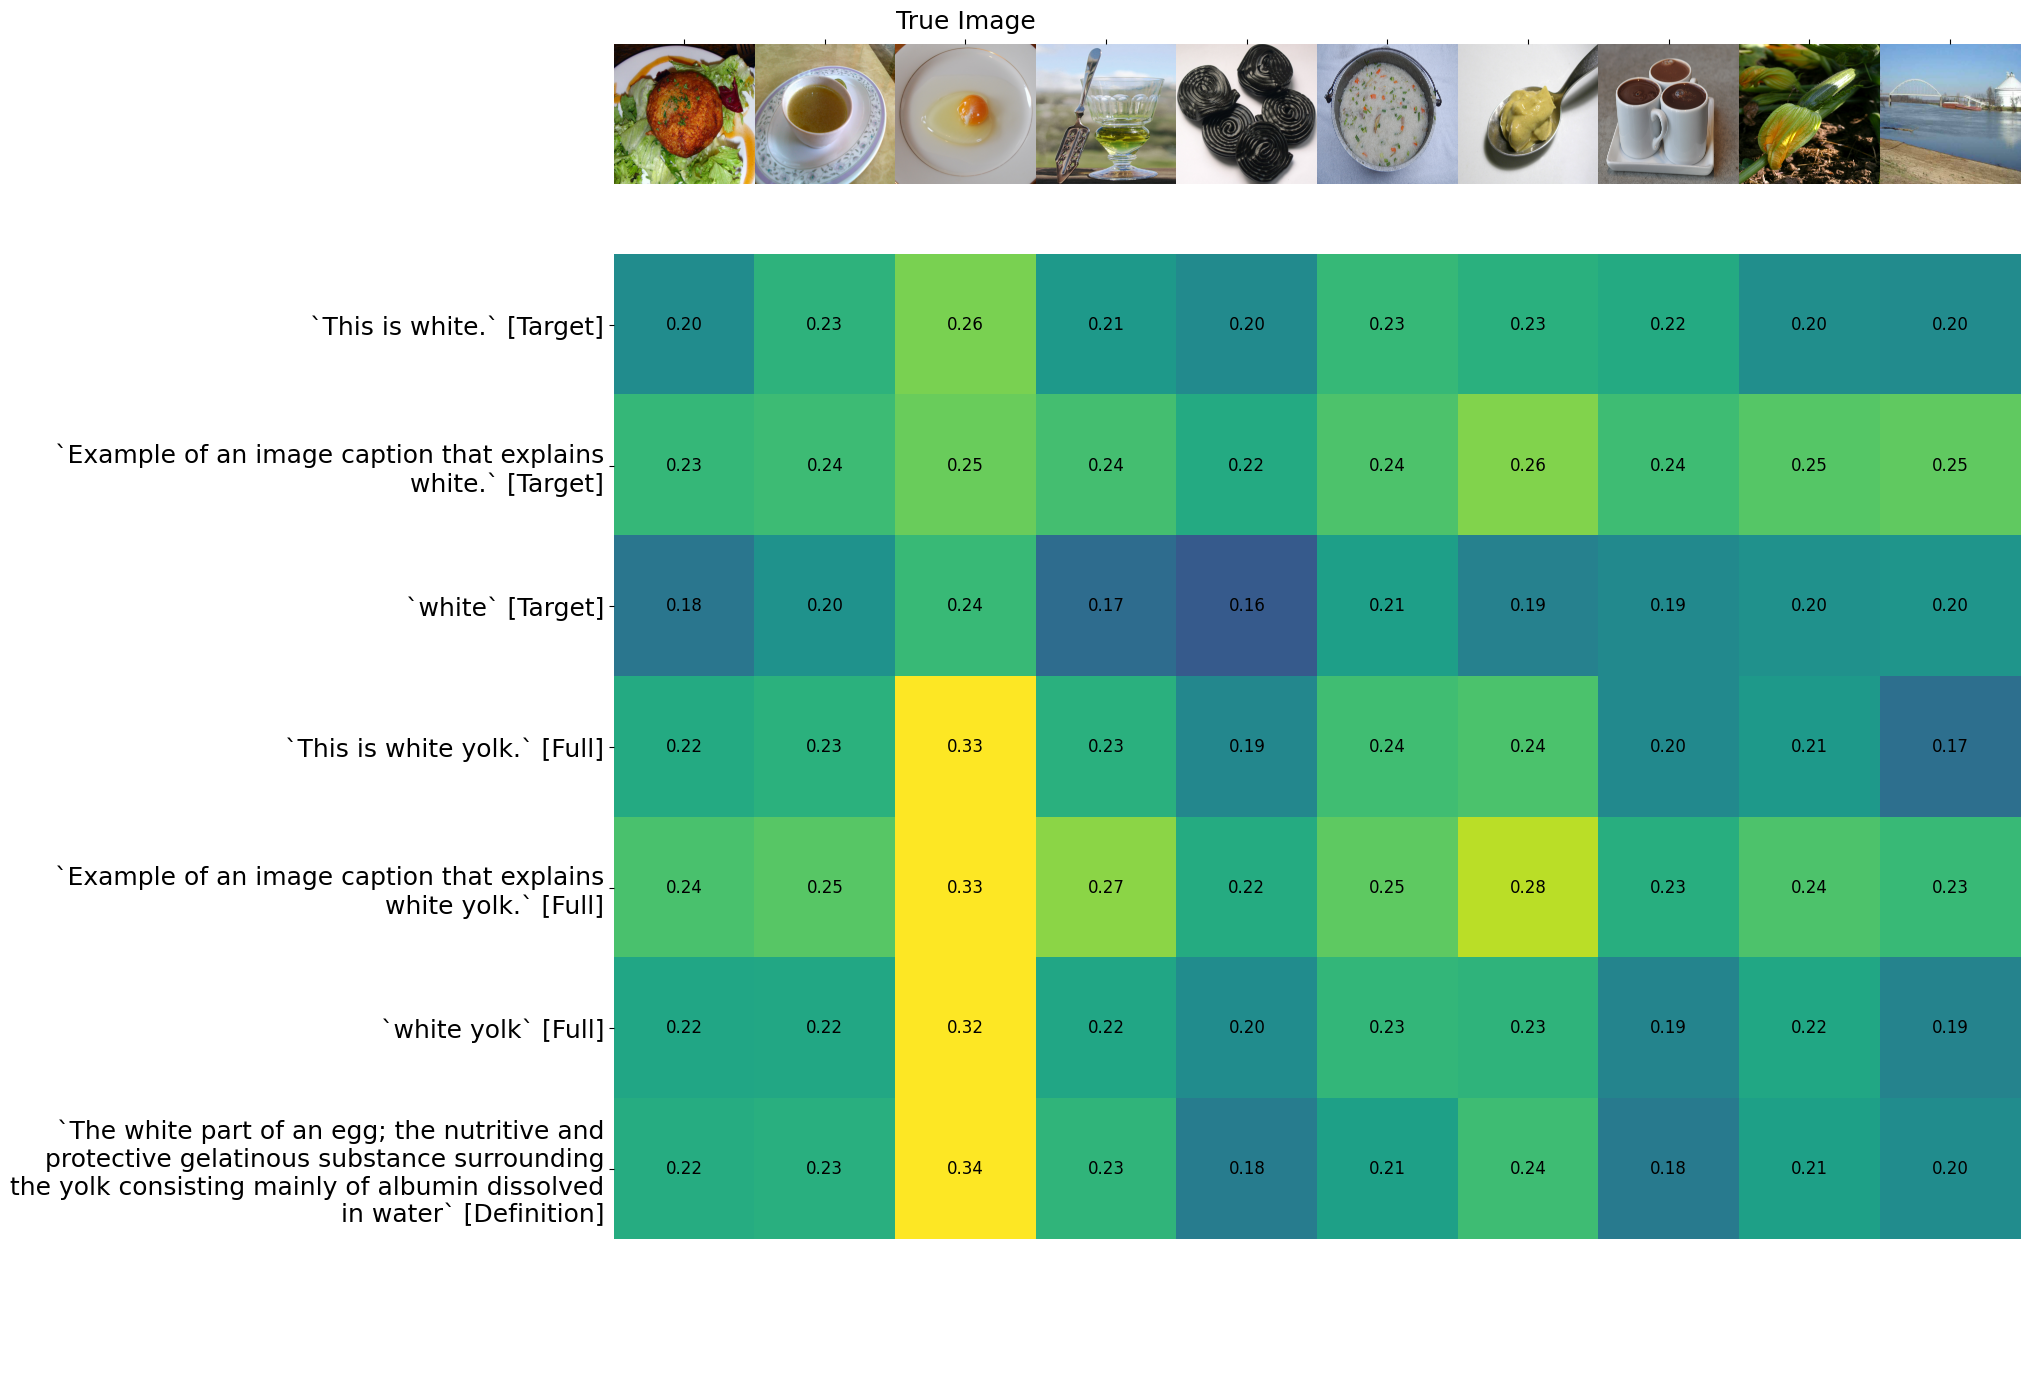 True Image
`This is white.` [Target]
0.20 0.23 0.26 0.21 0.20 0.23 0.23 0.22 0.20 0.20
`Example of an image caption that explains
white.` [Target]
0.23 0.24 0.25 0.24 0.22 0.24 0.26 0.24 0.25 0.25
`white` [Target]
0.18 0.20 0.24 0.17 0.16 0.21 0.19 0.19 0.20 0.20
`This is white yolk.` [Full]
0.22 0.23 0.33 0.23 0.19 0.24 0.24 0.20 0.21 0.17
`Example of an image caption that explains
white yolk.` [Full]
0.24 0.25 0.33 0.27 0.22 0.25 0.28 0.23 0.24 0.23
`white yolk` [Full]
0.22 0.22 0.32 0.22 0.20 0.23 0.23 0.19 0.22 0.19
`The white part of an egg; the nutritive and
protective gelatinous substance surrounding
the yolk consisting mainly of albumin dissolved
in water` [Definition]
0.22 0.23 0.34 0.23 0.18 0.21 0.24 0.18 0.21 0.20